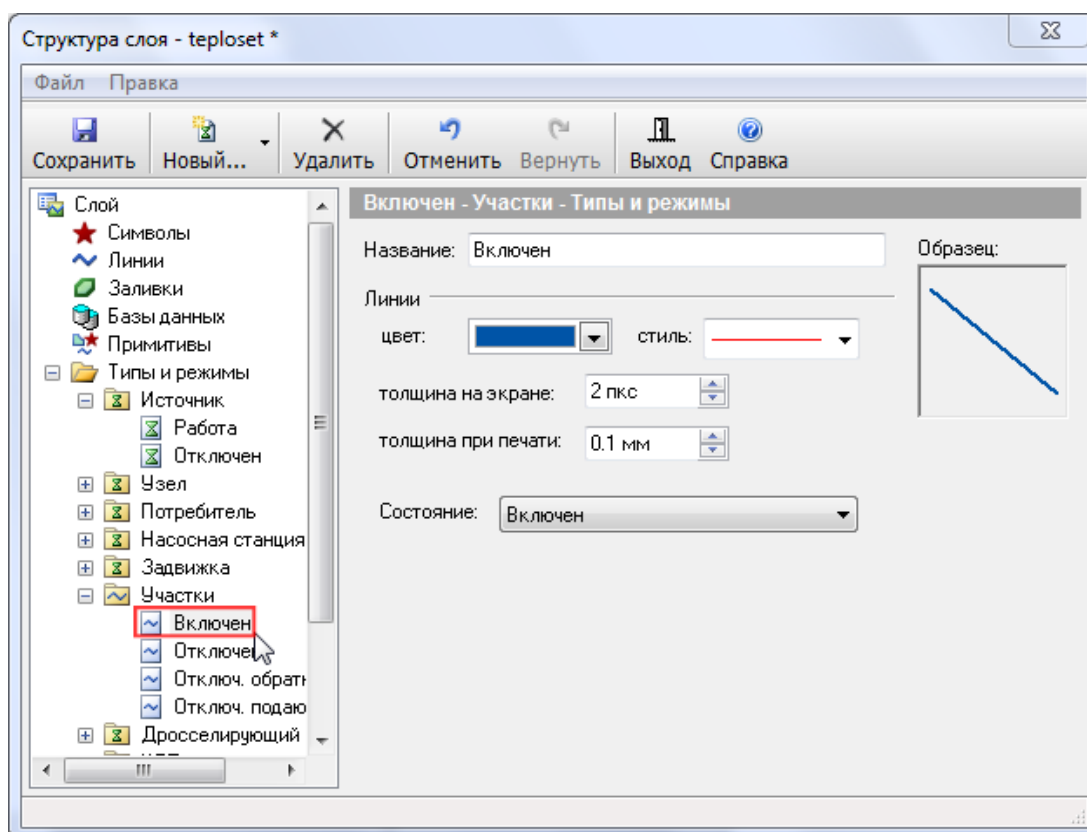 Структура слоя - teploset *
Файл Правка
Сохранить Новый... Удалить Отменить Вернуть Выход Справка
Слой
Символы
Линии
Заливки
Базы данных
Примитивы
Типы и режимы
Источник
Работа
Отключен
Узел
Потребитель
Насосная станция
Задвижка
Участки
Включен
Отключен
Отключ. обратн
Отключ. подаю
Дросселирующий
Включен - Участки - Типы и режимы
Название: Включен
Образец:
Линии
цвет: стиль:
толщина на экране: 2 пкс
толщина при печати: 0.1 мм
Состояние: Включен